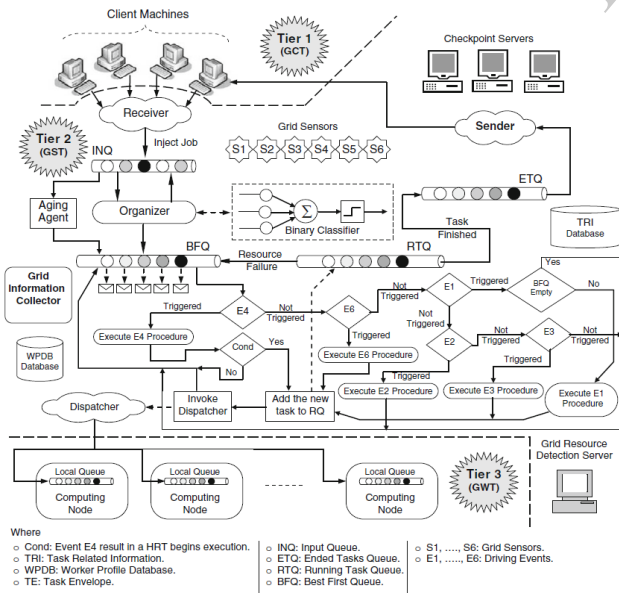 Client Machines
Tier 1
(GCT)
Checkpoint Servers
Receiver
Inject Job
Tier 2
(GST)
INQ
Grid Sensors
S1 S2 S3 S4 S5 S6
Sender
ETQ
Aging
Agent
Organizer
Σ
Binary Classifier
Task
Finished
TRI
Database
BFQ
Resource
Failure
RTQ
Yes
Grid
Information
Collector
Triggered
E4
Not
Triggered
E6
Not
Triggered
E1
Triggered
BFQ
Empty
No
Execute E4 Procedure
Cond
Yes
No
Triggered
Execute E6 Procedure
Not
Triggered
E2
Not
Triggered
E3
Not
Triggered
Triggered
Triggered
WPDB
Database
Execute E2 Procedure
Execute E3 Procedure
Execute E1
Procedure
Dispatcher
Invoke
Dispatcher
Add the new
task to RQ
Local Queue
Computing
Node
Local Queue
Computing
Node
Local Queue
Computing
Node
Tier 3
(GWT)
Grid Resource
Detection Server
Where
Cond: Event E4 result in a HRT begins execution.
TRI: Task Related Information.
WPDB: Worker Profile Database.
TE: Task Envelope.
INQ: Input Queue.
ETQ: Ended Tasks Queue.
RTQ: Running Task Queue.
BFQ: Best First Queue.
S1, ...., S6: Grid Sensors.
E1, ....., E6: Driving Events.